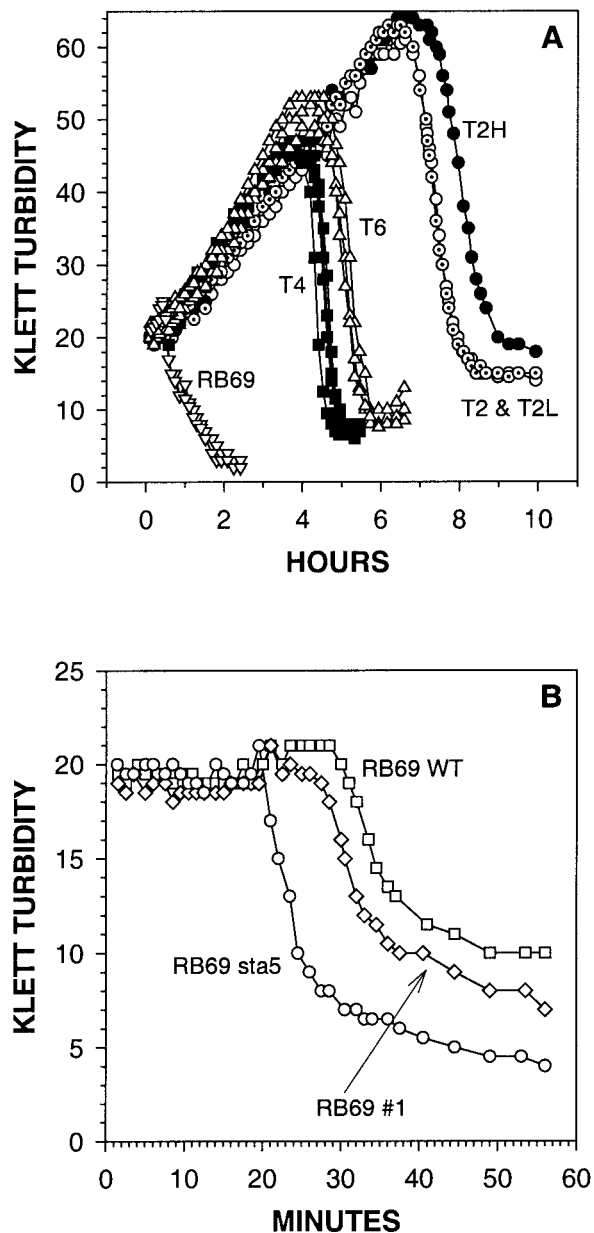 A
KLETT TURBIDITY
60
50
40
30
20
10
0
T2H
T6
T4
RB69
T2 & T2L
0 2 4 6 8 10
HOURS
B
KLETT TURBIDITY
25
20
15
10
5
0
RB69 WT
RB69 sta5
RB69 #1
0 10 20 30 40 50 60
MINUTES